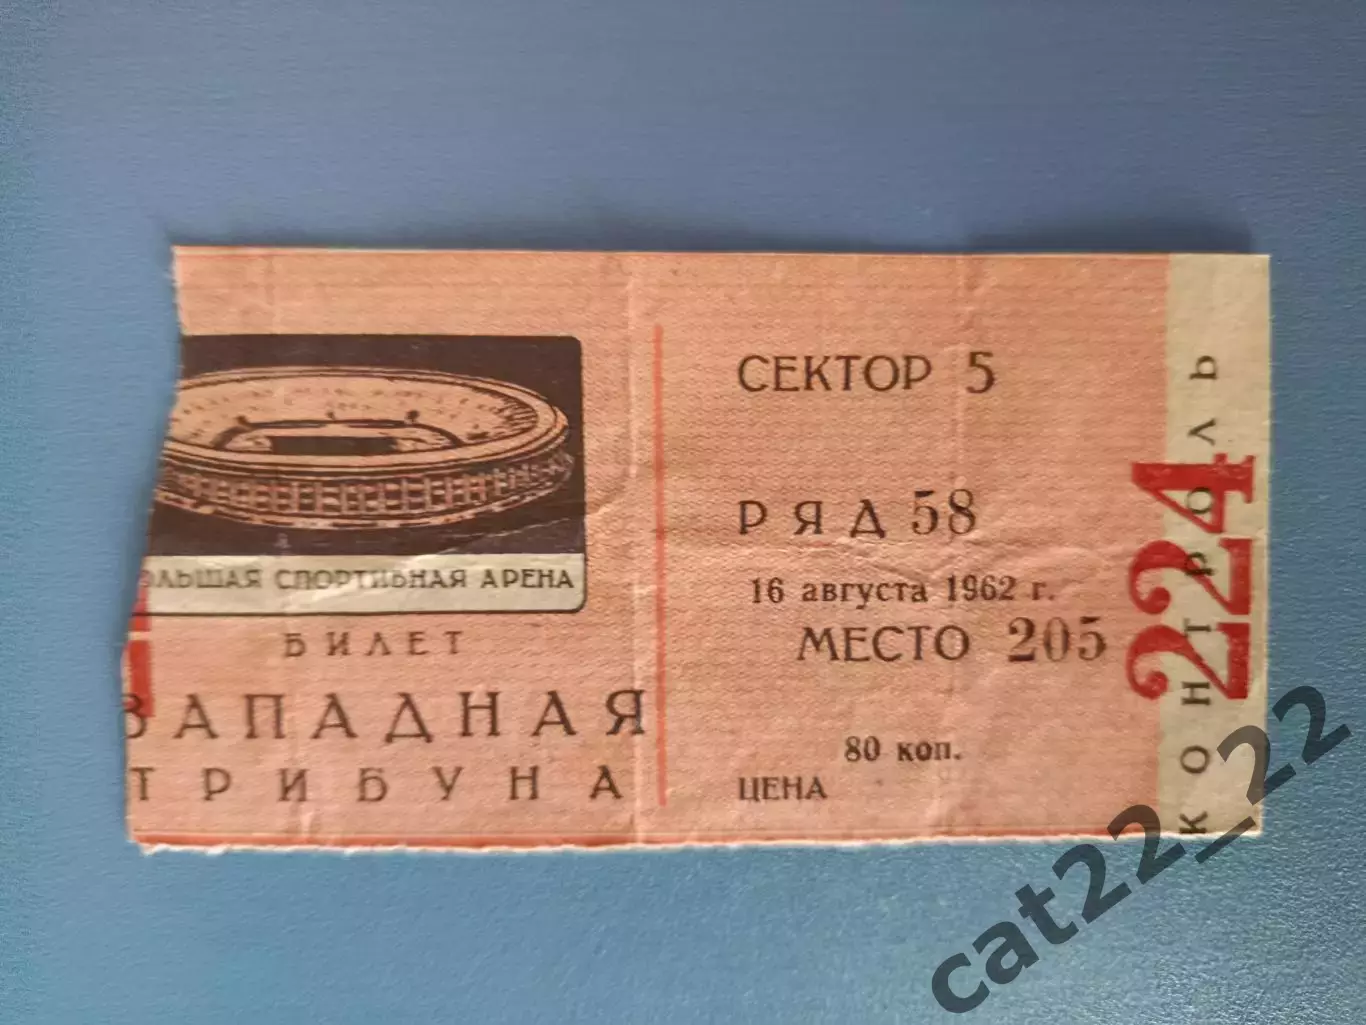 ОЛЬШАЯ СПОРТИВНАЯ АРЕНА
БИЛЕТ
ЗАПАДНАЯ
ТРИБУНА
СЕКТОР 5
РЯД 58
16 августа 1962 г.
МЕСТО 205
80 коп.
ЦЕНА
224
КОНТРОЛЬ
cat22_22